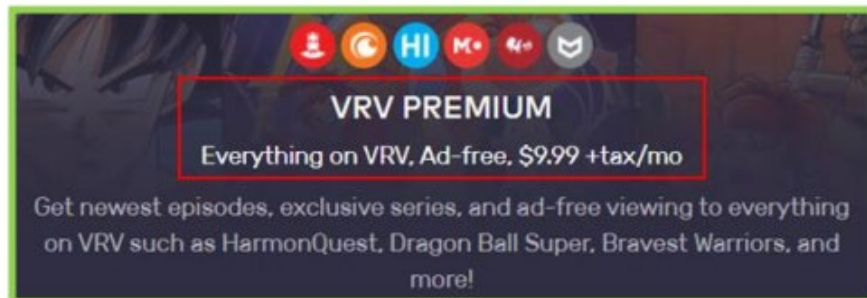 HI M
VRV PREMIUM
Everything on VRV, Ad-free, $9.99 +tax/mo
Get newest episodes, exclusive series, and ad-free viewing to everything
on VRV such as HarmonQuest, Dragon Ball Super, Bravest Warriors, and
more!